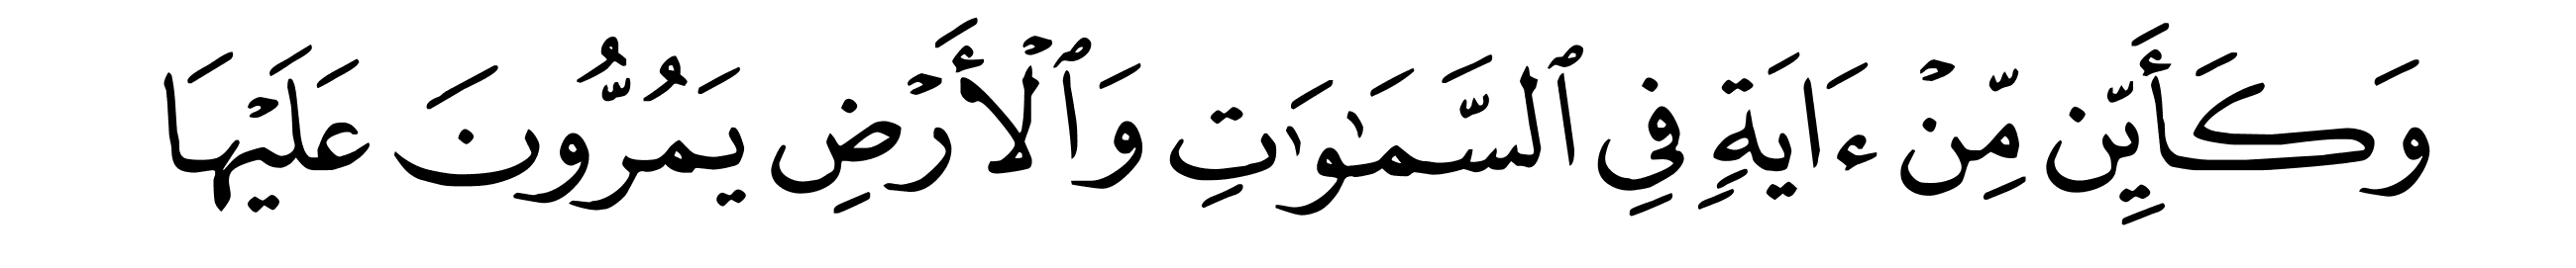 وَكَأَيِّن مِّنْ ءَايَةٍ فِي ٱلسَّمَٰوَٰتِ وَٱلْأَرْضِ يَمُرُّونَ عَلَيْهَا